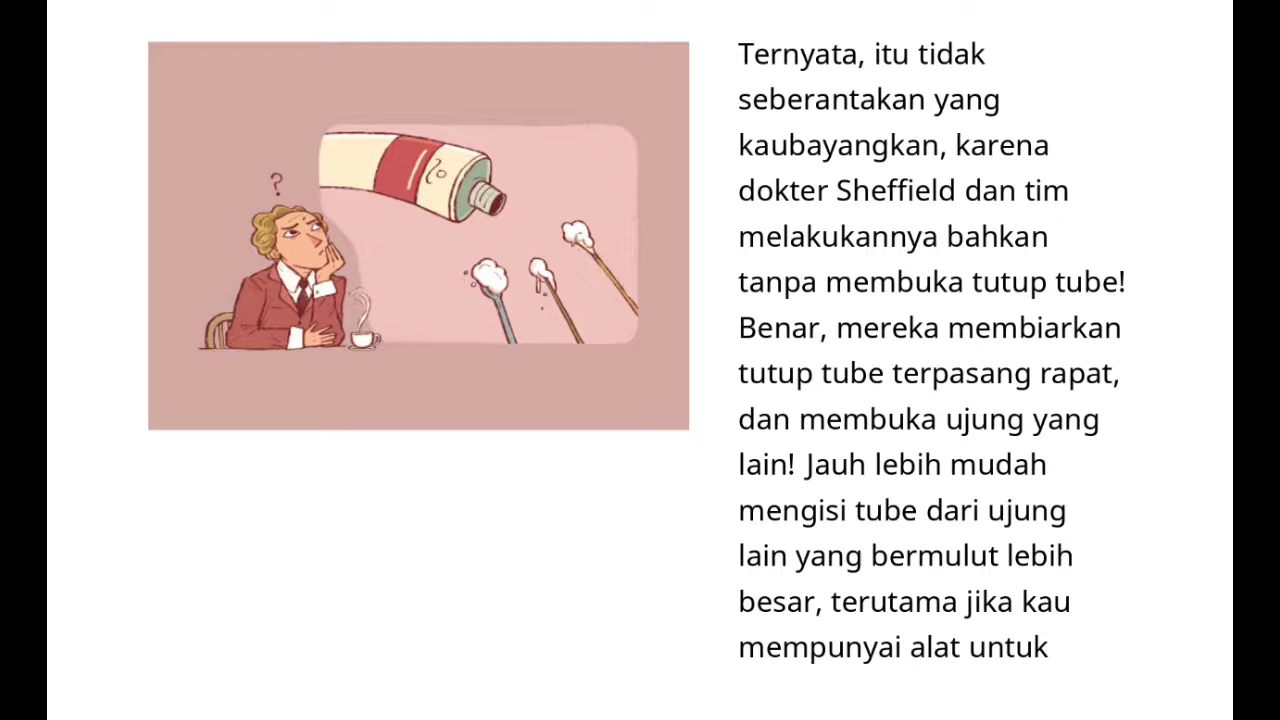 ?
Ternyata, itu tidak
seberantakan yang
kaubayangkan, karena
dokter Sheffield dan tim
melakukannya bahkan
tanpa membuka tutup tube!
Benar, mereka membiarkan
tutup tube terpasang rapat,
dan membuka ujung yang
lain! Jauh lebih mudah
mengisi tube dari ujung
lain yang bermulut lebih
besar, terutama jika kau
mempunyai alat untuk